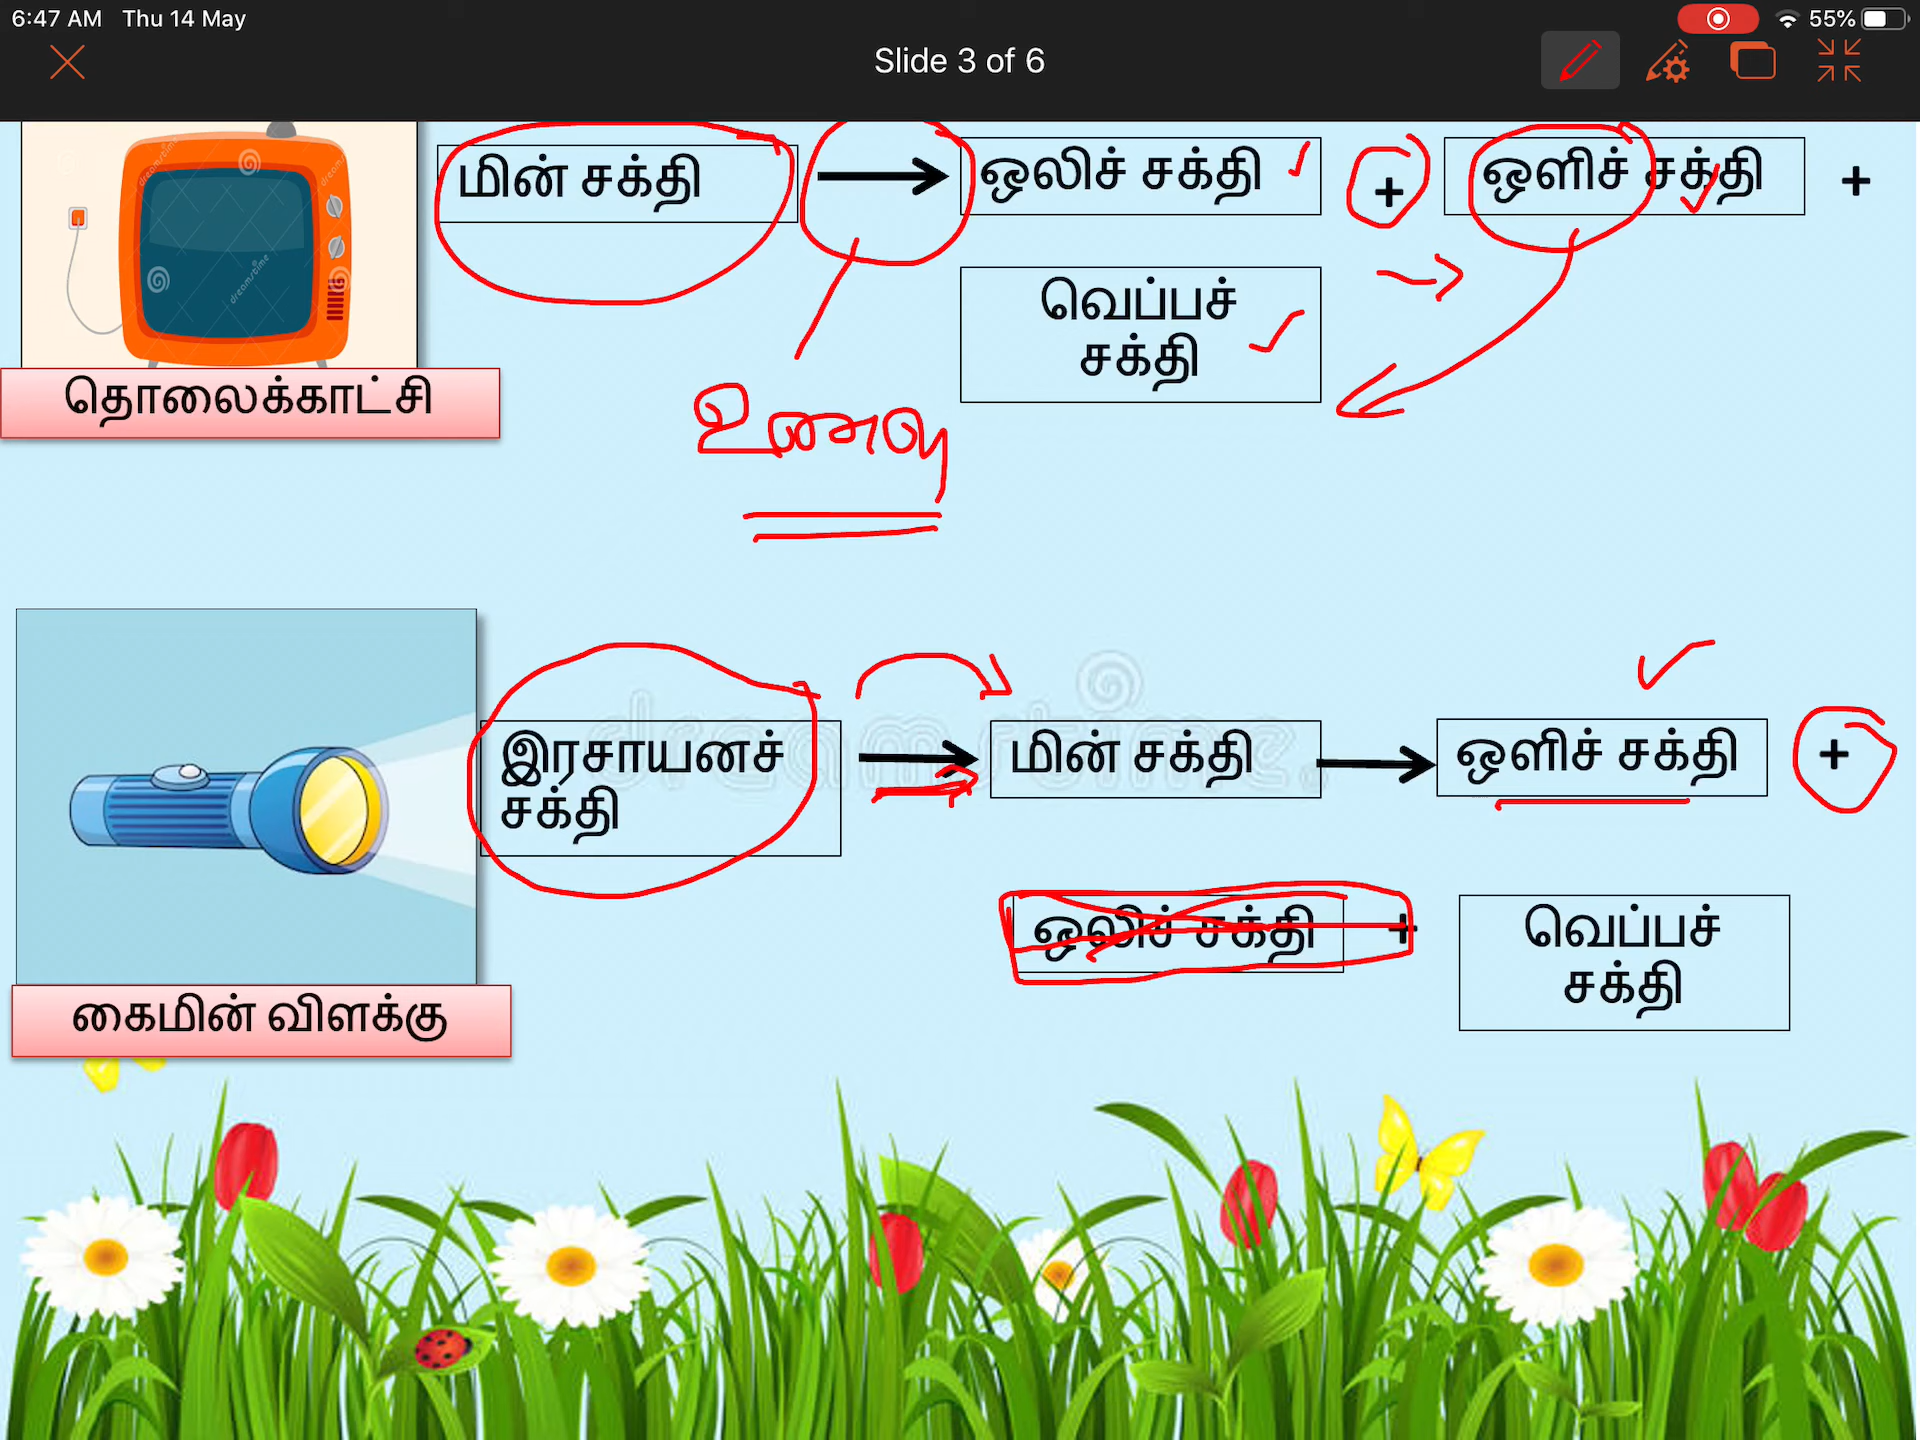 6:47 AM Thu 14 May
55%
Slide 3 of 6
மின் சக்தி
ஒலிச் சக்தி
+
ஒளிச் சக்தி
+
வெப்பச்
சக்தி
தொலைக்காட்சி
உணவு
இரசாயனச்
சக்தி
மின் சக்தி
ஒளிச் சக்தி
+
ஒலிச் சக்தி
+
வெப்பச்
சக்தி
கைமின் விளக்கு
dreamstime.